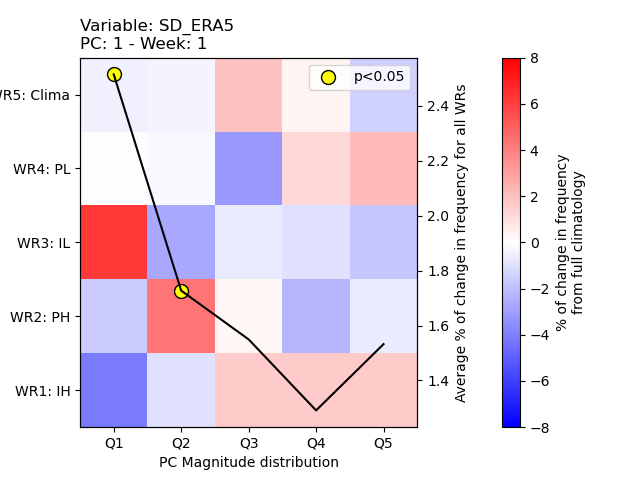 Variable: SD_ERA5
PC: 1 - Week: 1
p<0.05
WR5: Clima
WR4: PL
WR3: IL
WR2: PH
WR1: IH
Q1 Q2 Q3 Q4 Q5
PC Magnitude distribution
2.4
2.2
2.0
1.8
1.6
1.4
Average % of change in frequency for all WRs
8
6
4
2
0
−2
−4
−6
−8
% of change in frequency
from full climatology